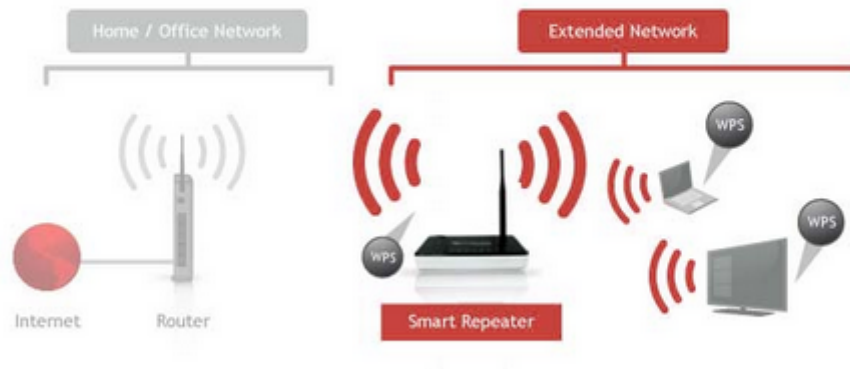 Home / Office Network
Extended Network
WPS
WPS
WPS
Internet
Router
Smart Repeater